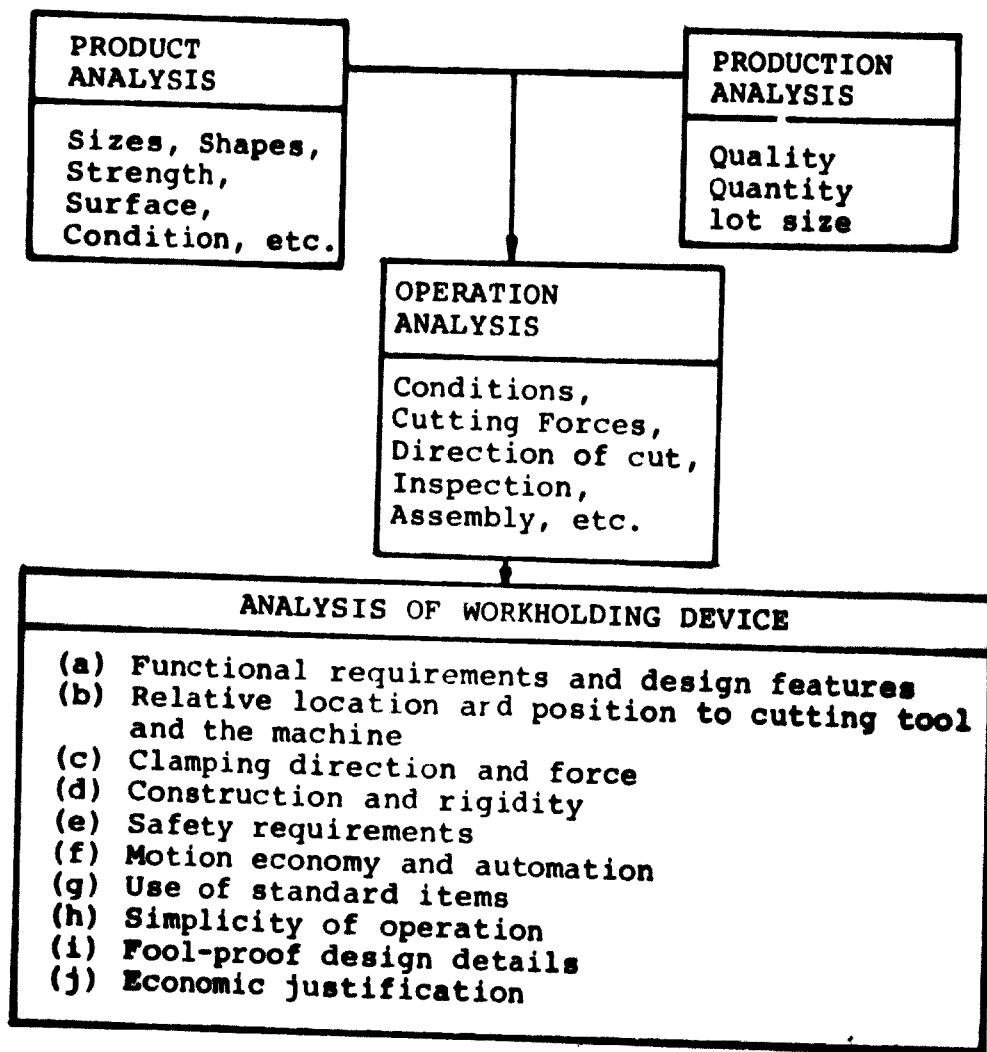 PRODUCT
ANALYSIS
Sizes, Shapes,
Strength,
Surface,
Condition, etc.
PRODUCTION
ANALYSIS
Quality
Quantity
lot size
OPERATION
ANALYSIS
Conditions,
Cutting Forces,
Direction of cut,
Inspection,
Assembly, etc.
ANALYSIS OF WORKHOLDING DEVICE
(a) Functional requirements and design features
(b) Relative location ard position to cutting tool
and the machine
(c) Clamping direction and force
(d) Construction and rigidity
(e) Safety requirements
(f) Motion economy and automation
(g) Use of standard items
(h) Simplicity of operation
(i) Fool-proof design details
(j) Economic justification